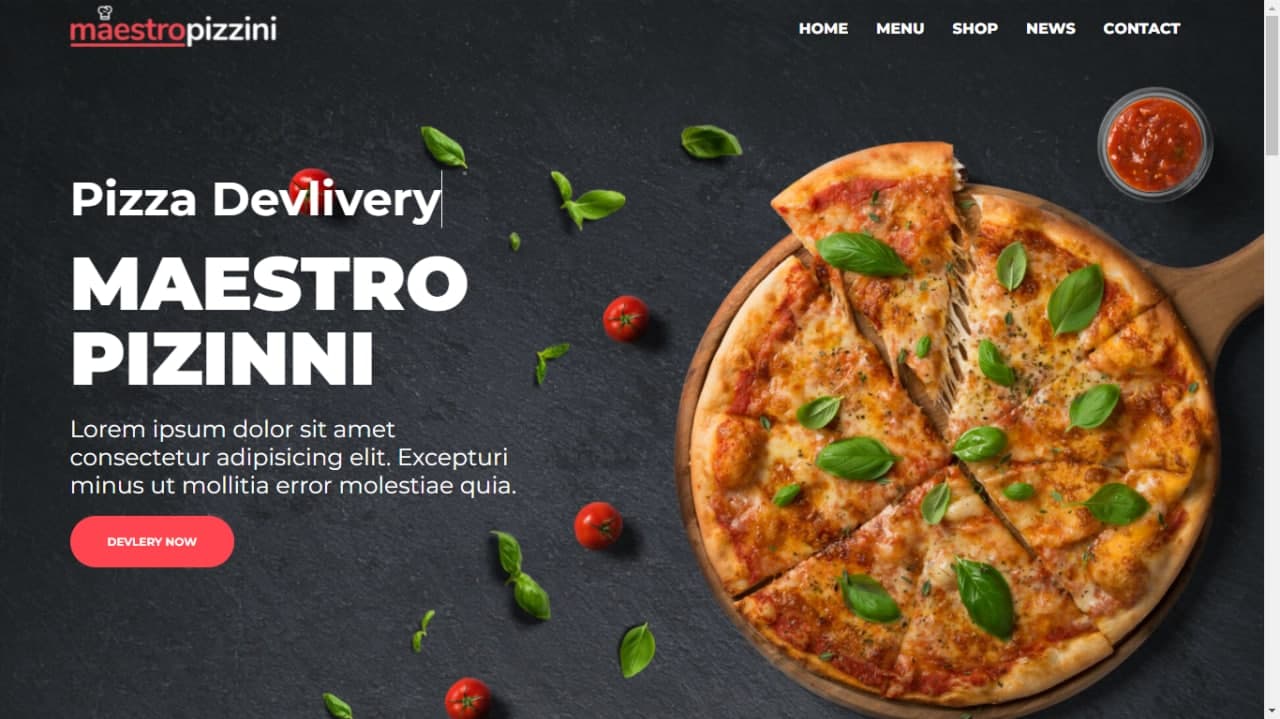 maestropizzini
HOME MENU SHOP NEWS CONTACT
Pizza Devlivery
MAESTRO
PIZINNI
Lorem ipsum dolor sit amet
consectetur adipisicing elit. Excepturi
minus ut mollitia error molestiae quia.
DEVLERY NOW